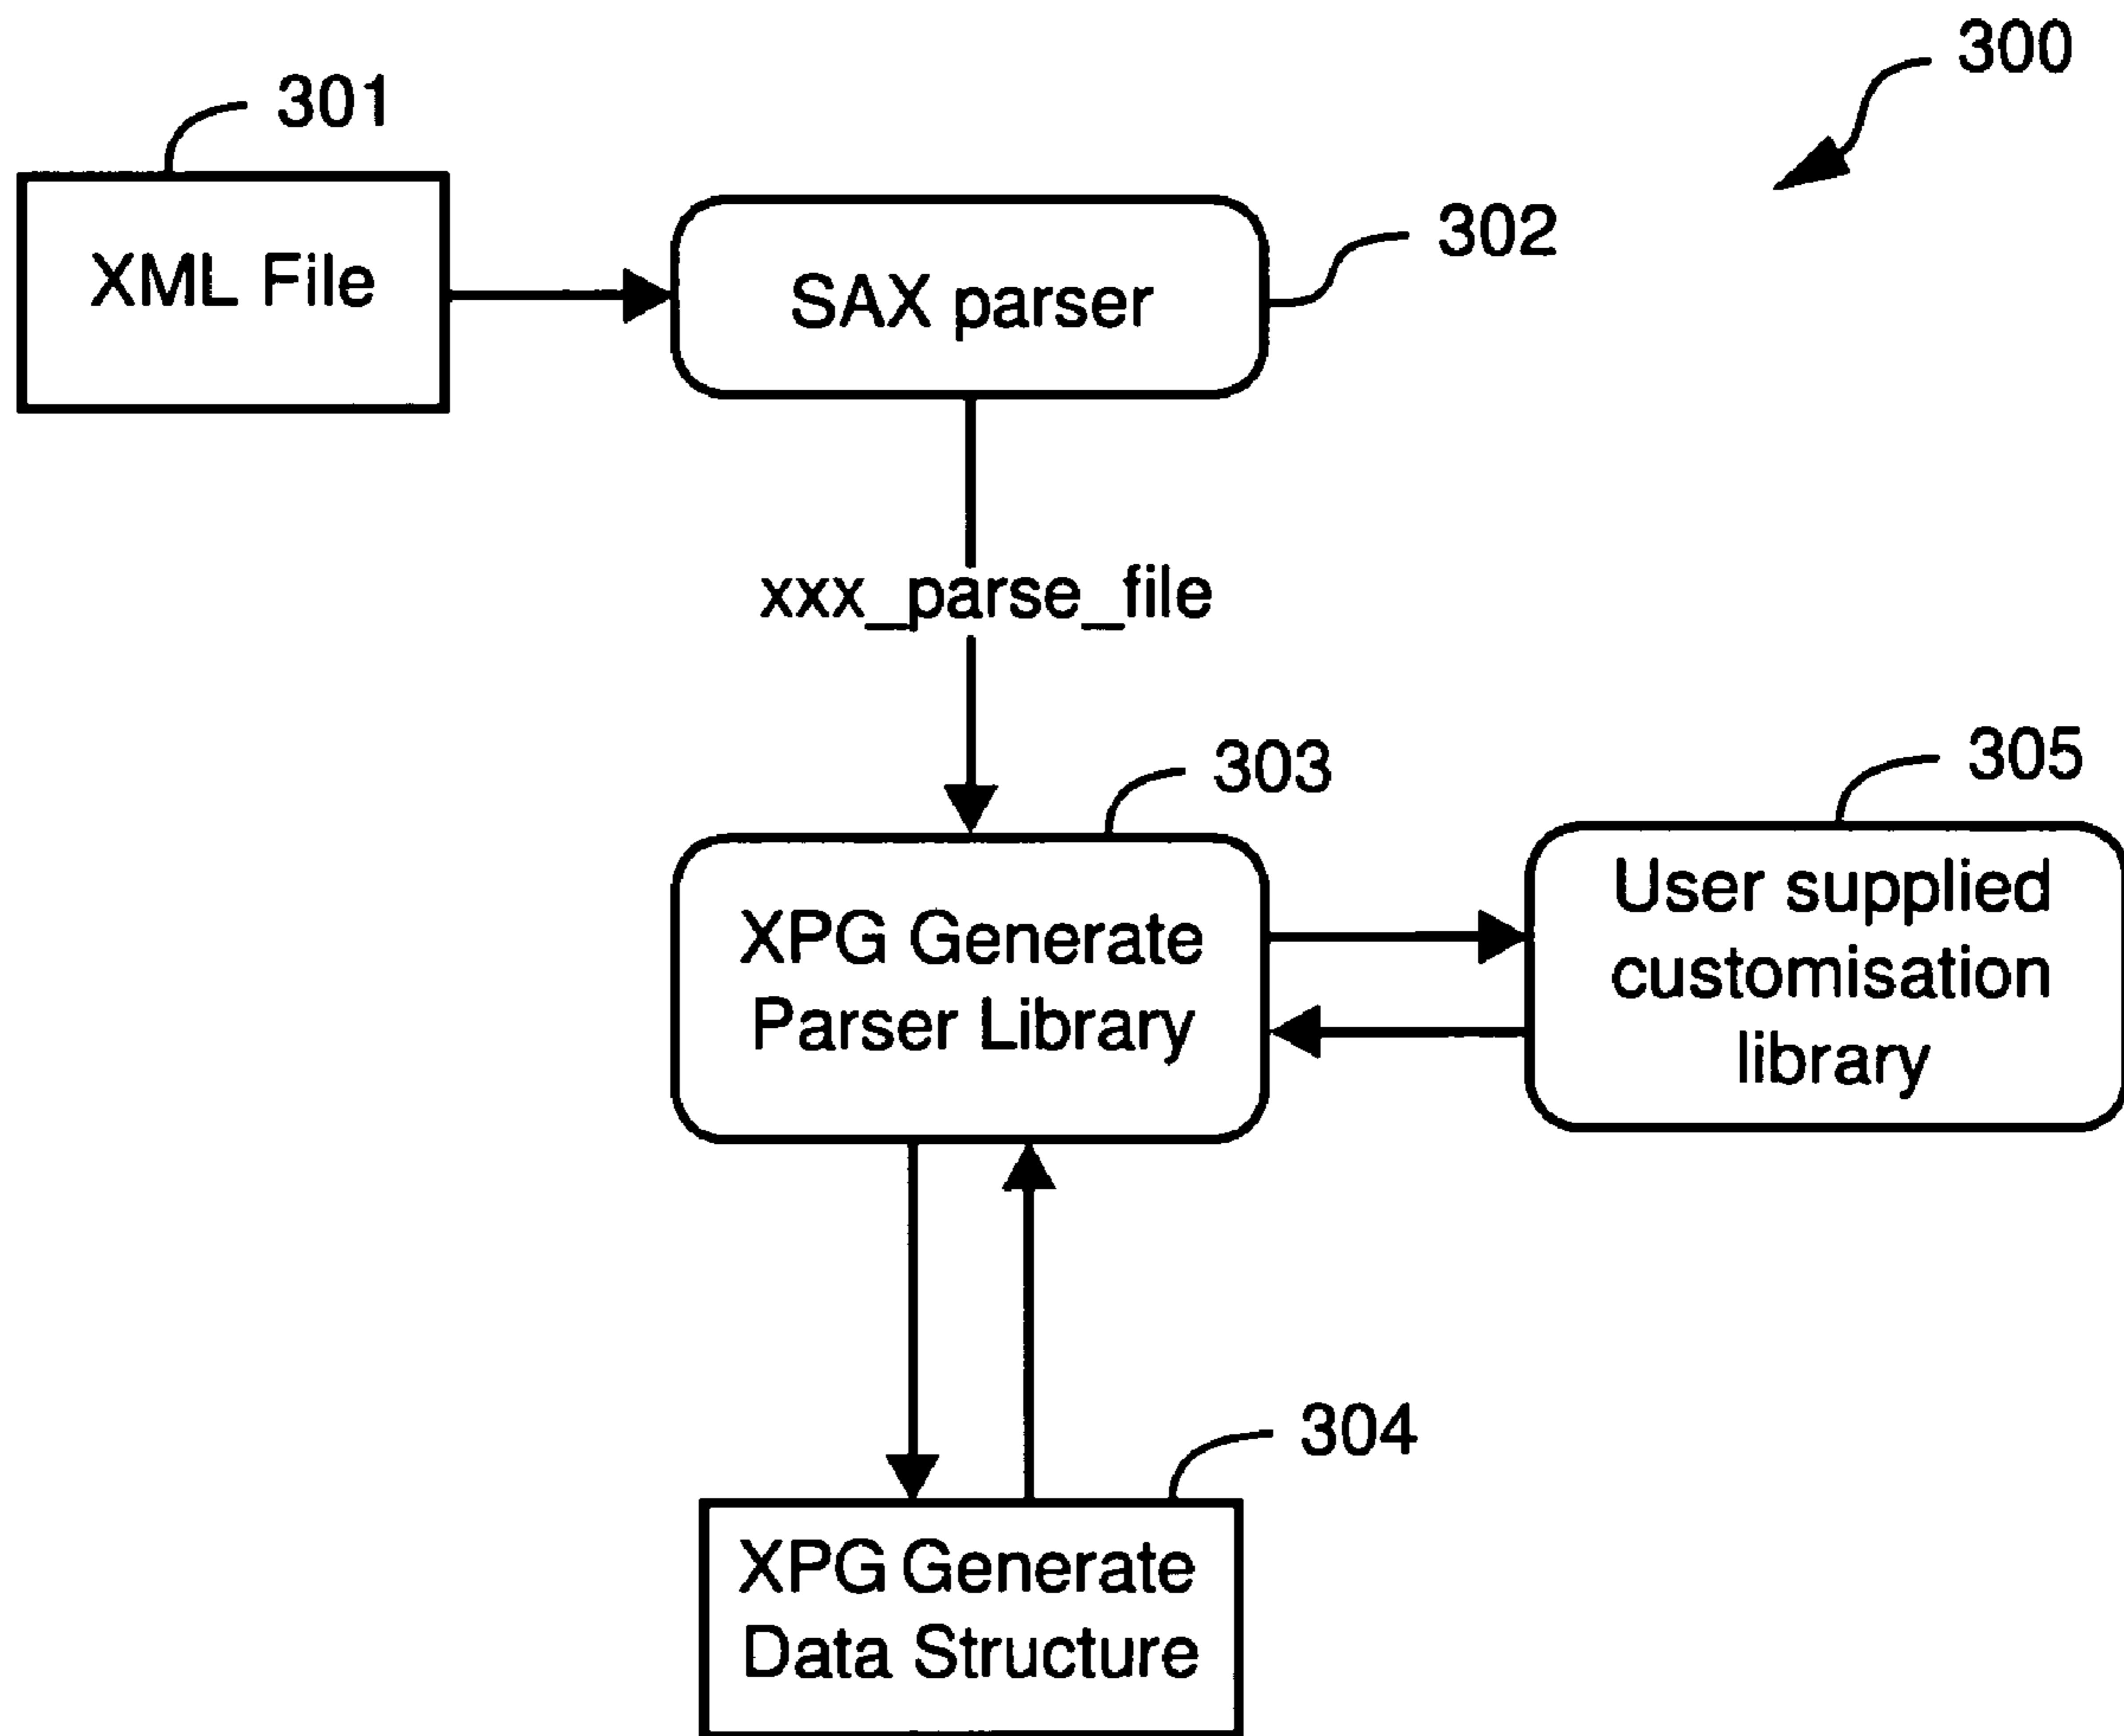 300
301
XML File
302
SAX parser
xxx_parse_file
303
305
XPG Generate
Parser Library
User supplied
customisation
library
304
XPG Generate
Data Structure